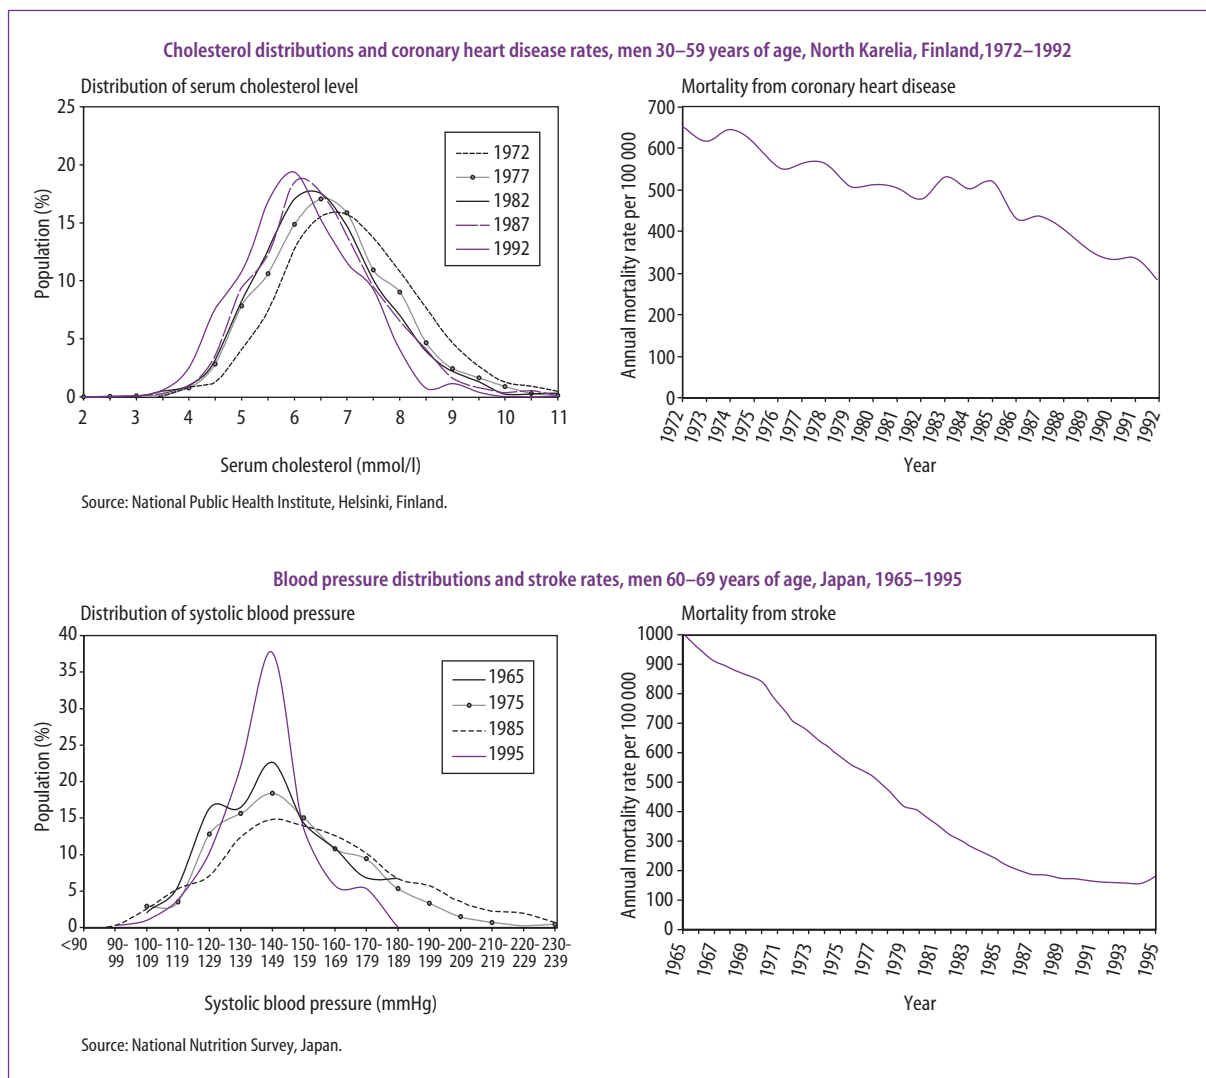 Cholesterol distributions and coronary heart disease rates, men 30–59 years of age, North Karelia, Finland,1972–1992
Distribution of serum cholesterol level
25
20
15
10
5
0
Population (%)
1972
1977
1982
1987
1992
2 3 4 5 6 7 8 9 10 11
Serum cholesterol (mmol/l)
Source: National Public Health Institute, Helsinki, Finland.
Mortality from coronary heart disease
700
600
500
400
300
200
100
0
Annual mortality rate per 100 000
1972 1973 1974 1975 1976 1977 1978 1979 1980 1981 1982 1983 1984 1985 1986 1987 1988 1989 1990 1991 1992
Year
Blood pressure distributions and stroke rates, men 60–69 years of age, Japan, 1965–1995
Distribution of systolic blood pressure
40
35
30
25
20
15
10
5
0
Population (%)
1965
1975
1985
1995
<90 90- 100- 110- 120- 130- 140- 150- 160- 170- 180- 190- 200- 210- 220- 230-
99 109 119 129 139 149 159 169 179 189 199 209 219 229 239
Systolic blood pressure (mmHg)
Source: National Nutrition Survey, Japan.
Mortality from stroke
1000
900
800
700
600
500
400
300
200
100
0
Annual mortality rate per 100 000
1965 1967 1969 1971 1973 1975 1977 1979 1981 1983 1985 1987 1989 1991 1993 1995
Year